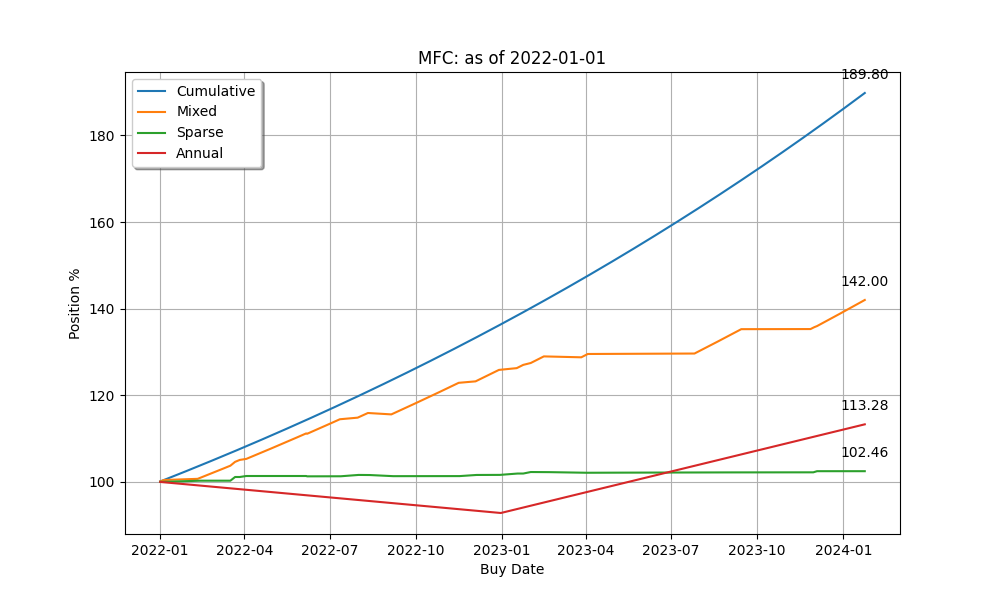 MFC: as of 2022-01-01
189.80
Cumulative
Mixed
Sparse
Annual
180
160
142.00
140
120
113.28
102.46
100
Position %
2022-01 2022-04 2022-07 2022-10 2023-01 2023-04 2023-07 2023-10 2024-01
Buy Date